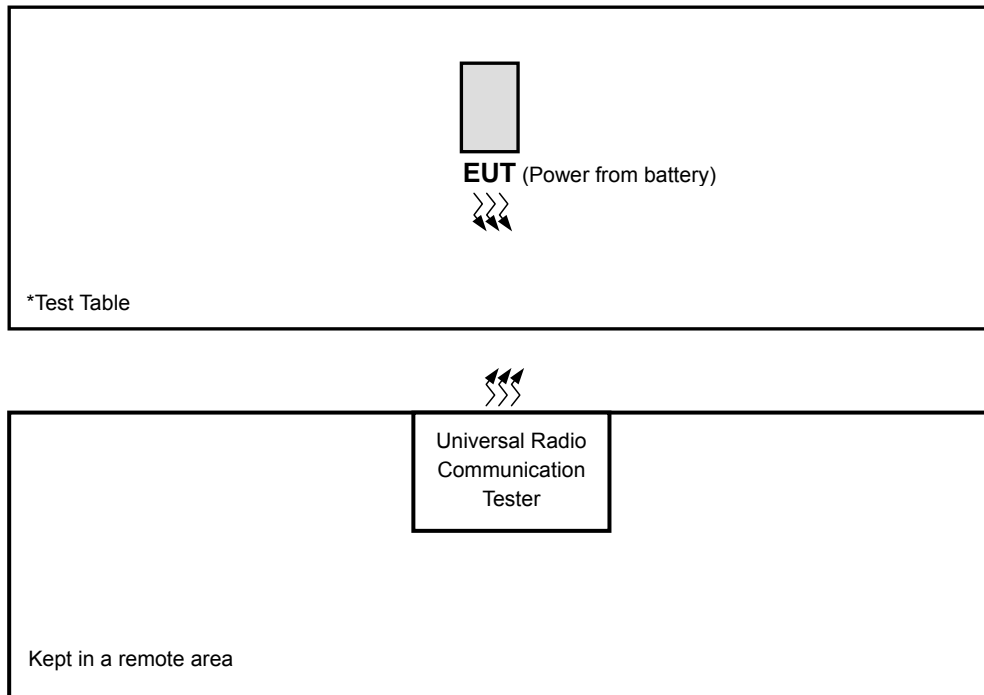 EUT (Power from battery)
*Test Table
Universal Radio
Communication
Tester
Kept in a remote area